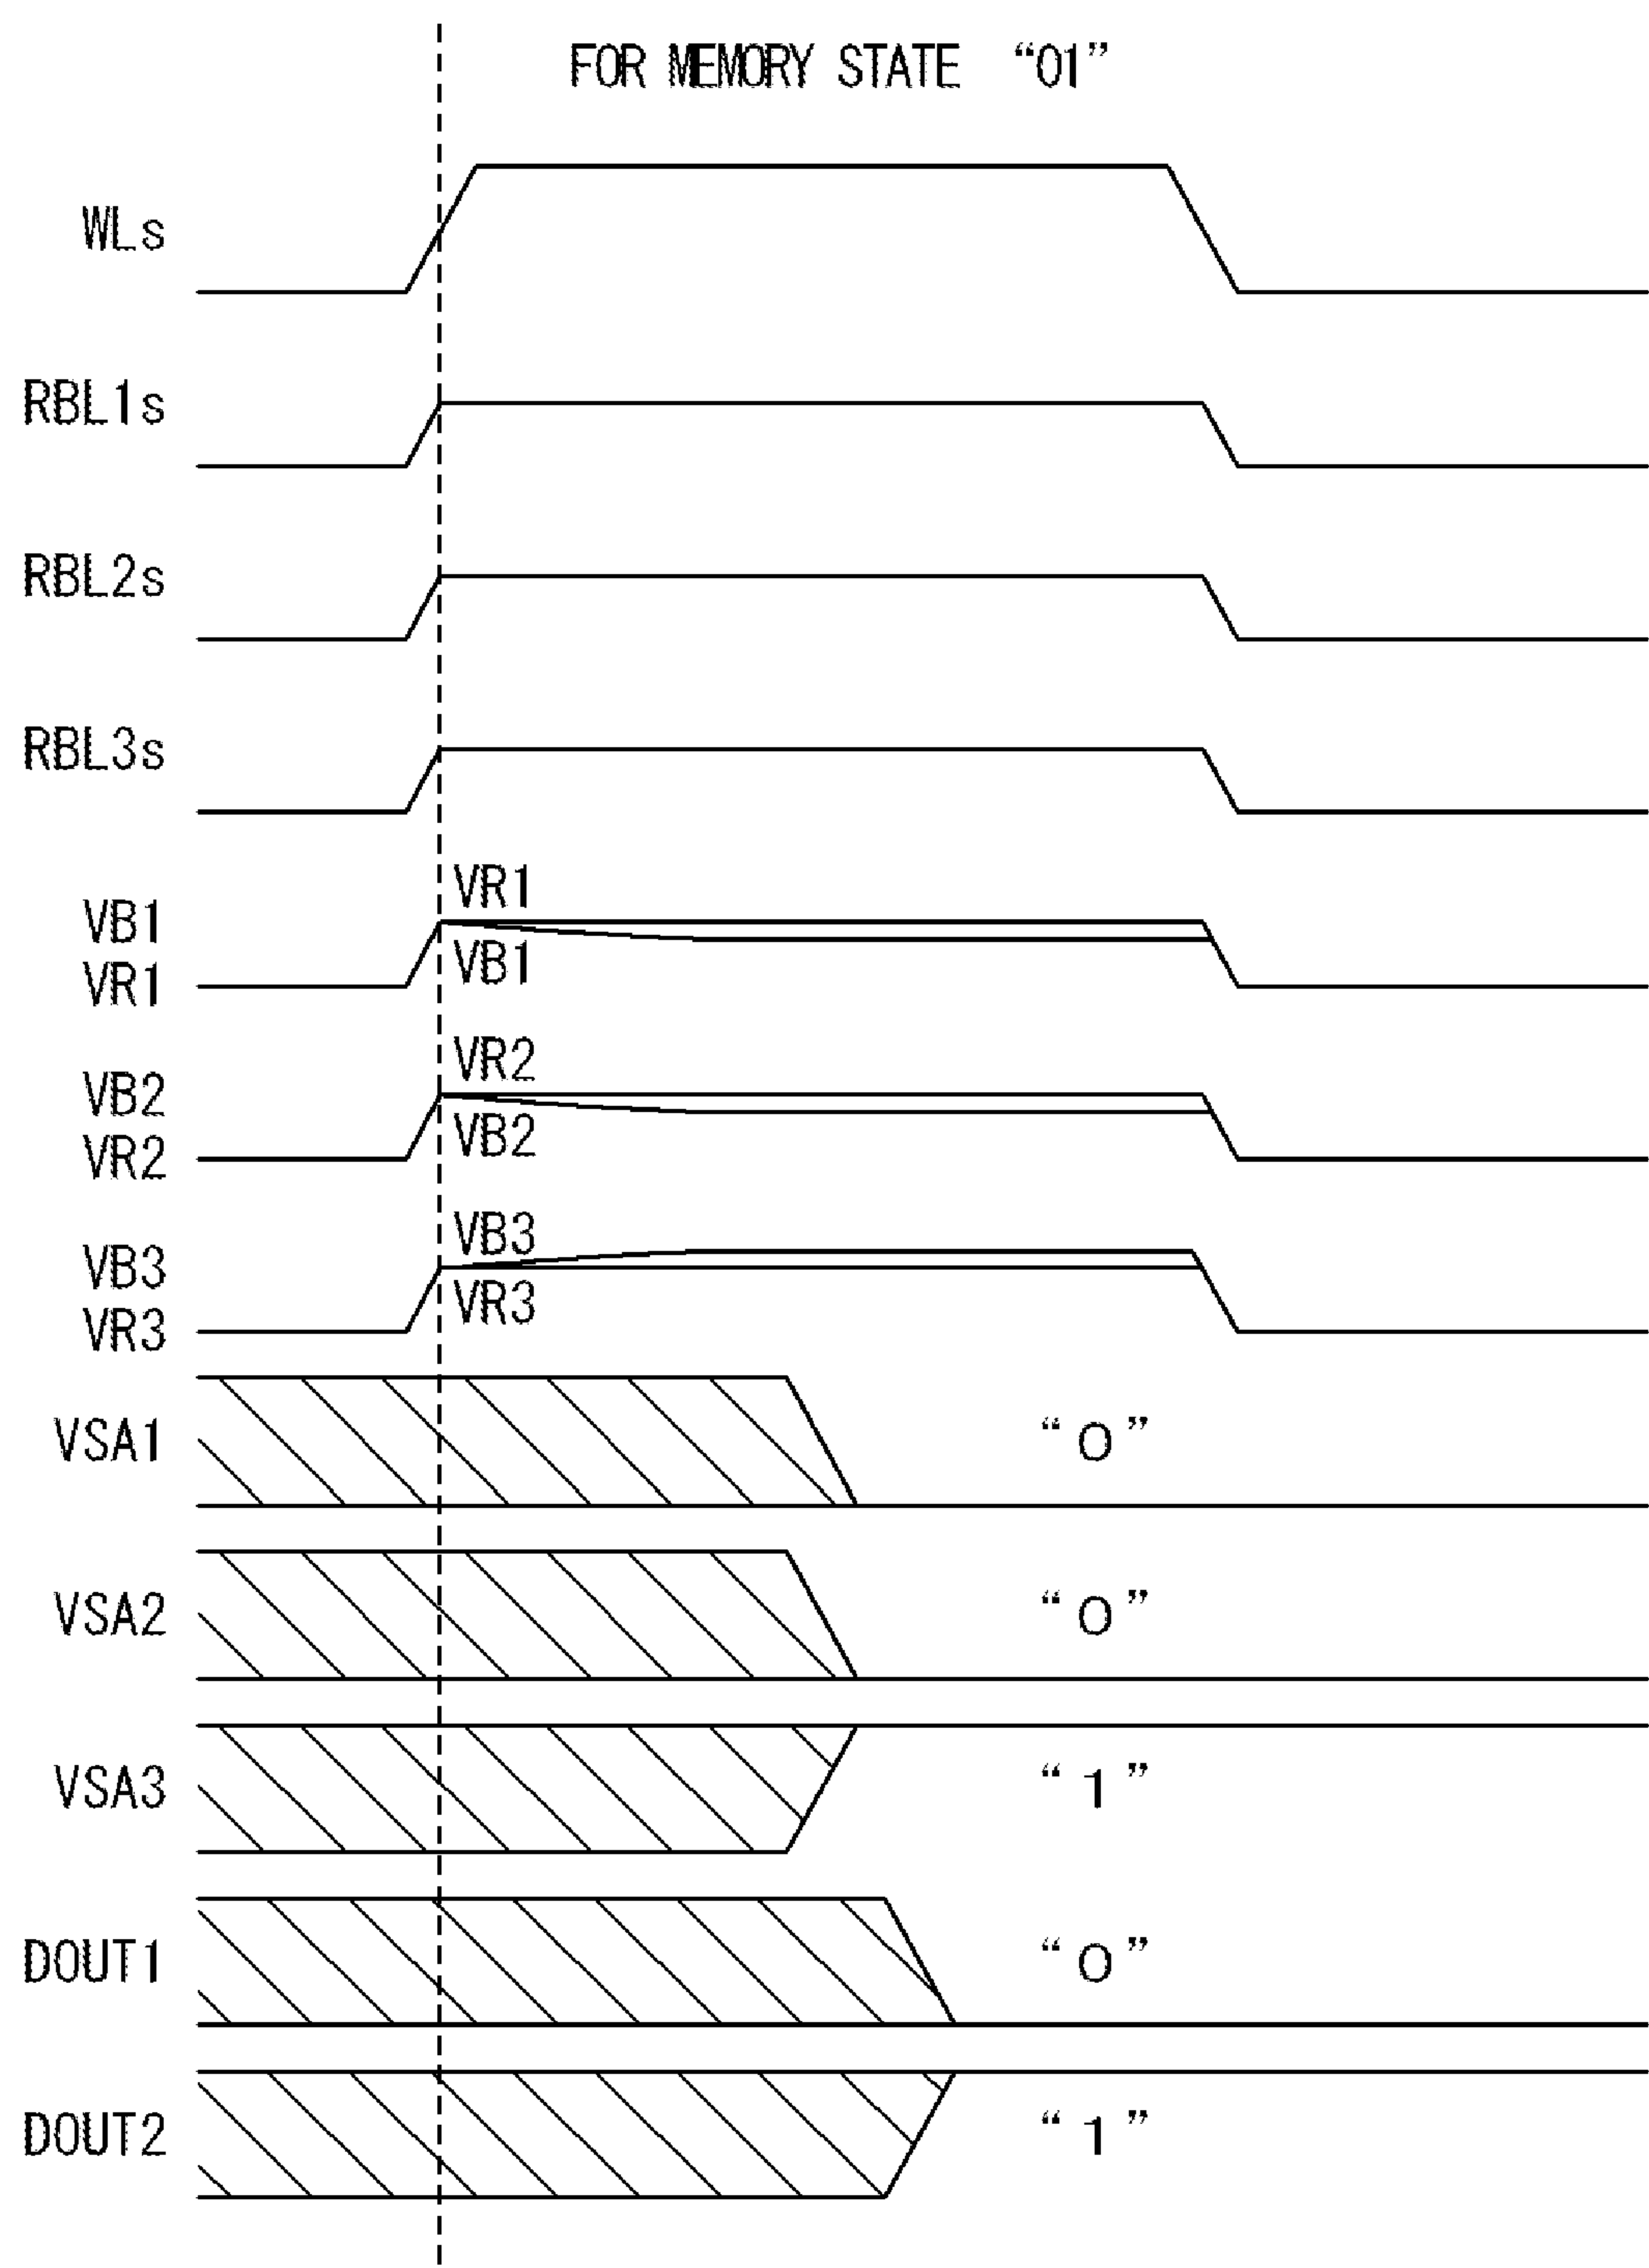 FOR MEMORY STATE “01”
WLs
RBL1s
RBL2s
RBL3s
VR1
VB1
VB1
VR1
VR2
VB2
VB2
VR2
VB3
VB3
VR3
VR3
VSA1 “0”
VSA2 “0”
VSA3 “1”
DOUT1 “0”
DOUT2 “1”